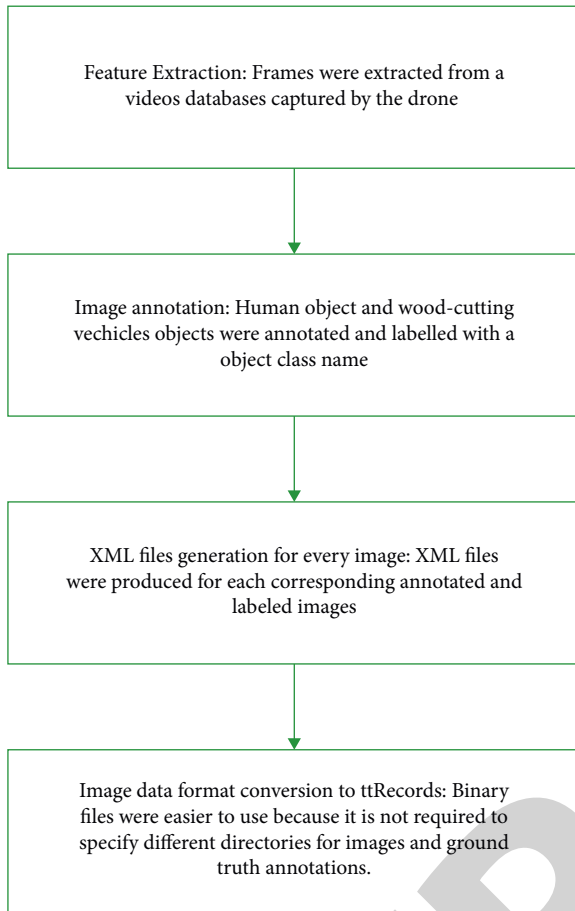 Feature Extraction: Frames were extracted from a
videos databases captured by the drone
Image annotation: Human object and wood-cutting
vechicles objects were annotated and labelled with a
object class name
XML files generation for every image: XML files
were produced for each corresponding annotated and
labeled images
Image data format conversion to ttRecords: Binary
files were easier to use because it is not required to
specify different directories for images and ground
truth annotations.